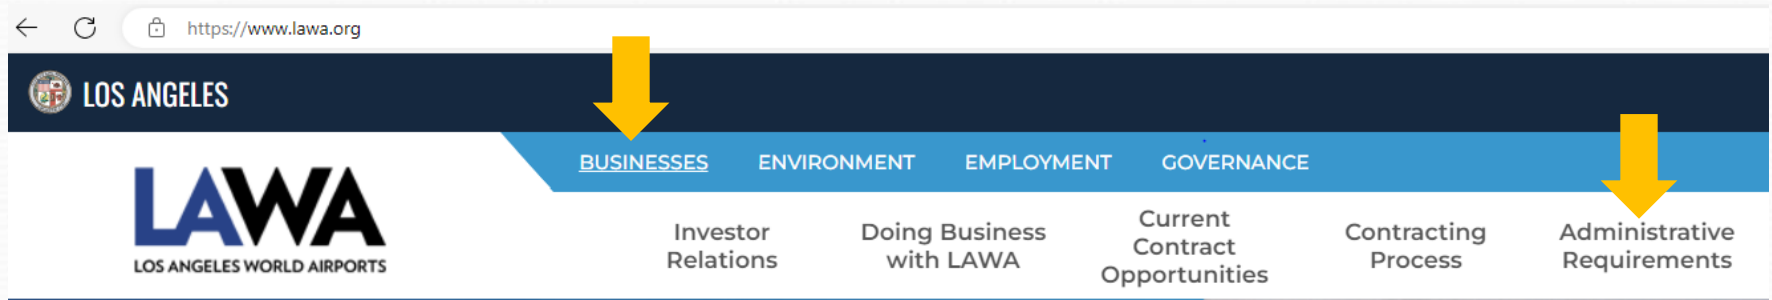 https://www.lawa.org
LOS ANGELES
BUSINESSES ENVIRONMENT EMPLOYMENT GOVERNANCE
LAWA
LOS ANGELES WORLD AIRPORTS
Investor
Relations
Doing Business
with LAWA
Current
Contract
Opportunities
Contracting
Process
Administrative
Requirements